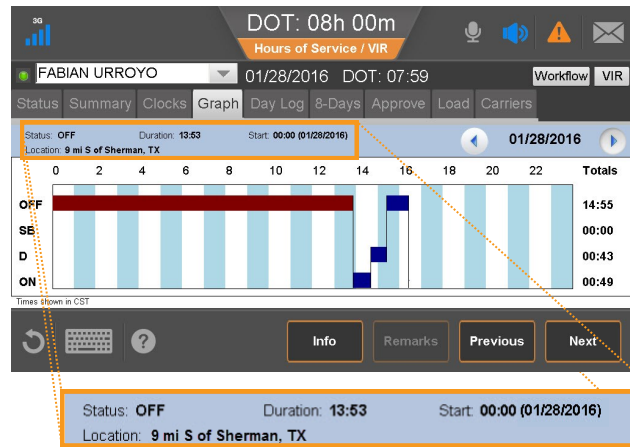 3G
DOT: 08h 00m
Hours of Service / VIR
FABIAN URROYO 01/28/2016 DOT: 07:59 Workflow VIR
Status Summary Clocks Graph Day Log 8-Days Approve Load Carriers
Status: OFF Duration: 13:53 Start: 00:00 (01/28/2016)
Location: 9 mi S of Sherman, TX
01/28/2016
0 2 4 6 8 10 12 14 16 18 20 22 Totals
OFF 14:55
SB 00:00
D 00:43
ON 00:49
Times shown in CST
? Info Remarks Previous Next
Status: OFF Duration: 13:53 Start: 00:00 (01/28/2016)
Location: 9 mi S of Sherman, TX